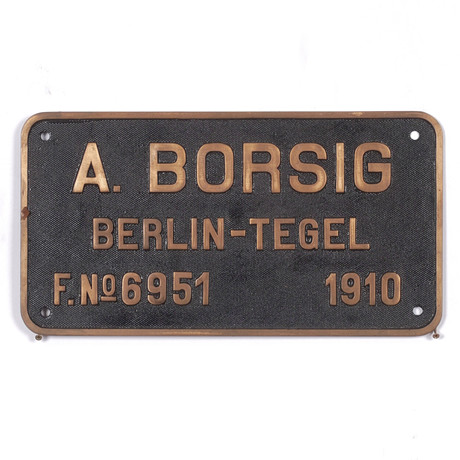 A. BORSIG
BERLIN-TEGEL
F.Nº6951 1910